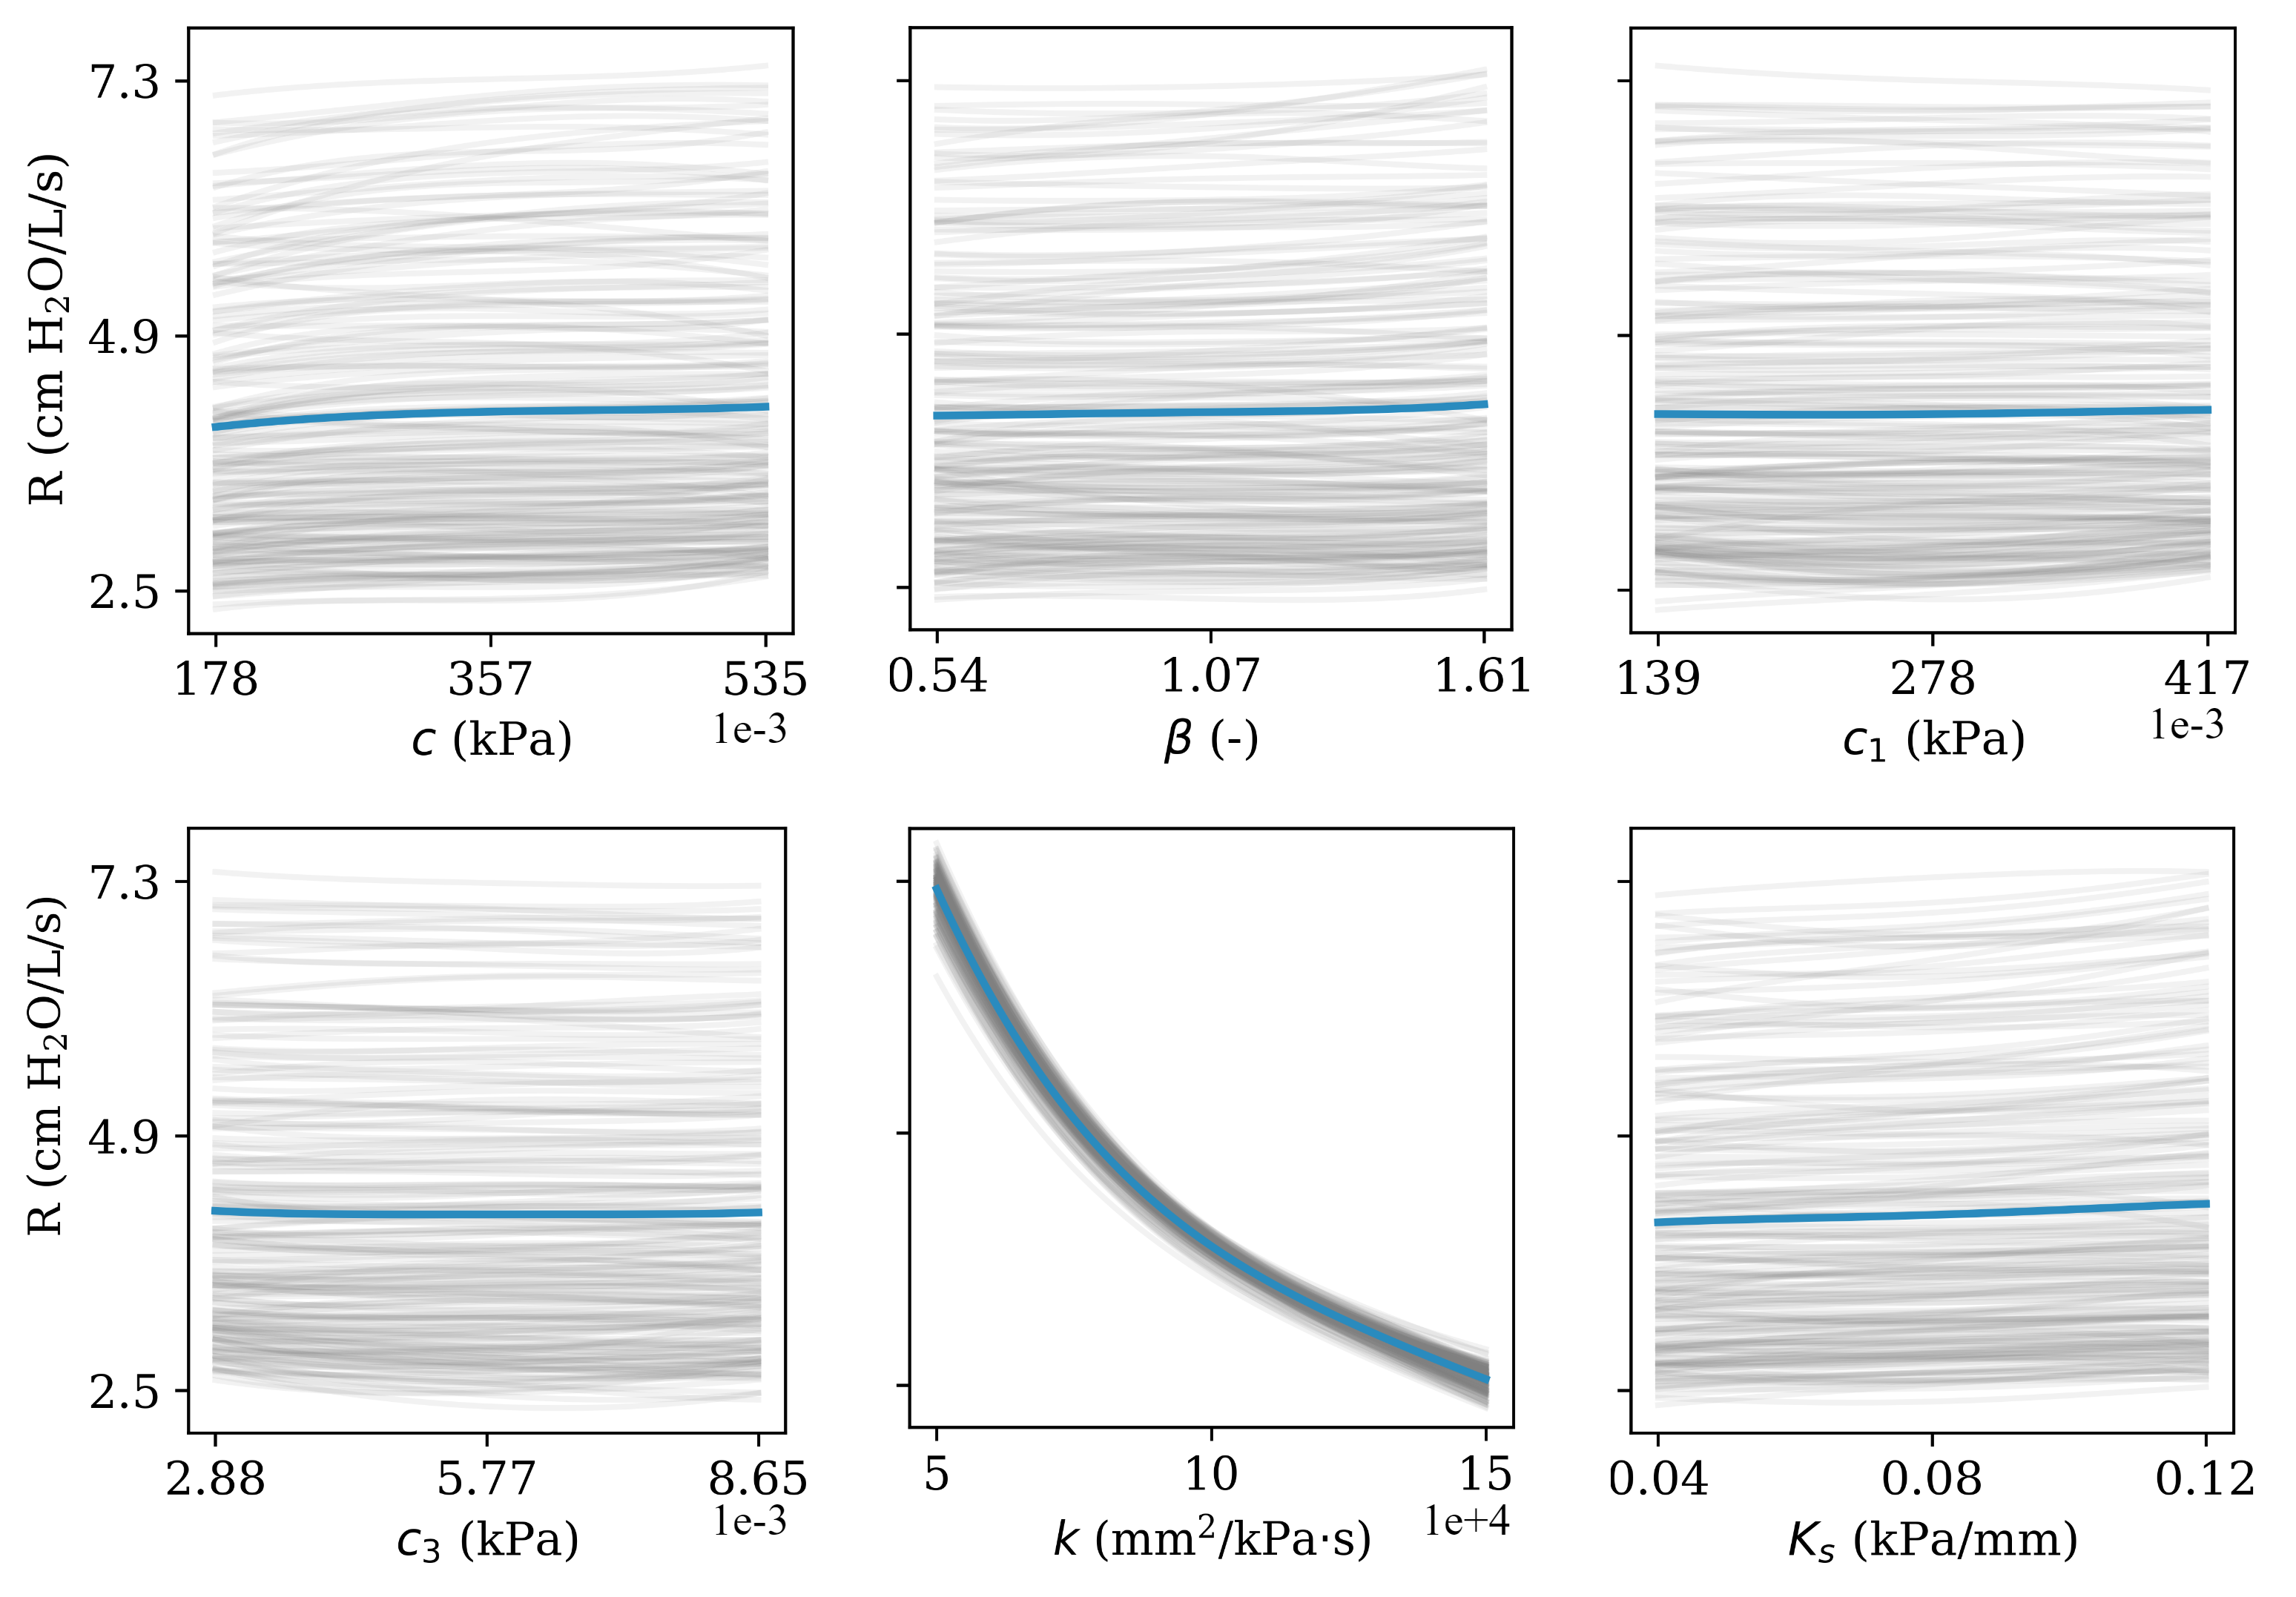 R (cm H₂O/L/s)
7.3
4.9
2.5
178 357 535
c (kPa) 1e-3
0.54 1.07 1.61
β (-)
139 278 417
c₁ (kPa) 1e-3
R (cm H₂O/L/s)
7.3
4.9
2.5
2.88 5.77 8.65
c₃ (kPa) 1e-3
5 10 15
k (mm²/kPa·s) 1e+4
0.04 0.08 0.12
Kₛ (kPa/mm)